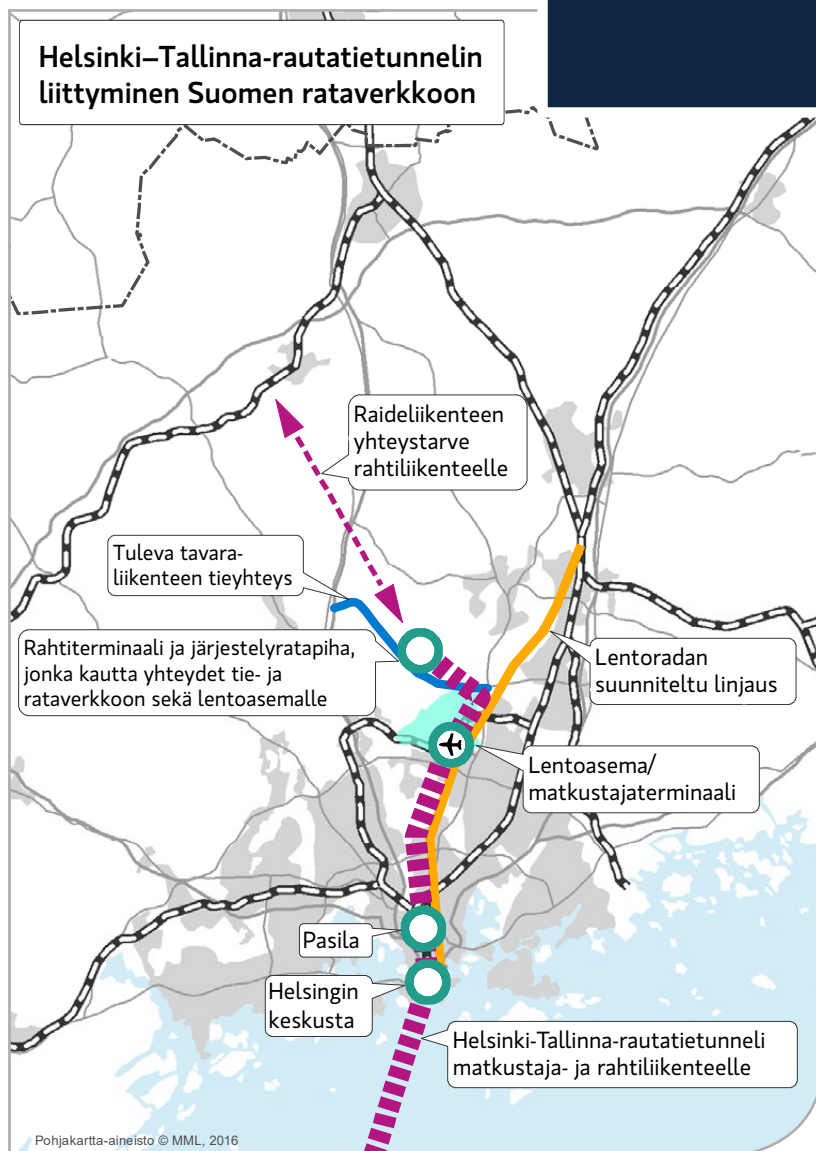 Helsinki–Tallinna-rautatietunnelin
liittyminen Suomen rataverkkoon
Raideliikenteen
yhteystarve
rahtiliikenteelle
Tuleva tavara-
liikenteen tieyhteys
Rahtiterminaali ja järjestelyratapiha,
jonka kautta yhteydet tie- ja
rataverkkoon sekä lentoasemalle
Lentoradan
suunniteltu linjaus
Lentoasema/
matkustajaterminaali
Pasila
Helsingin
keskusta
Helsinki-Tallinna-rautatietunneli
matkustaja- ja rahtiliikenteelle
Pohjakartta-aineisto © MML, 2016